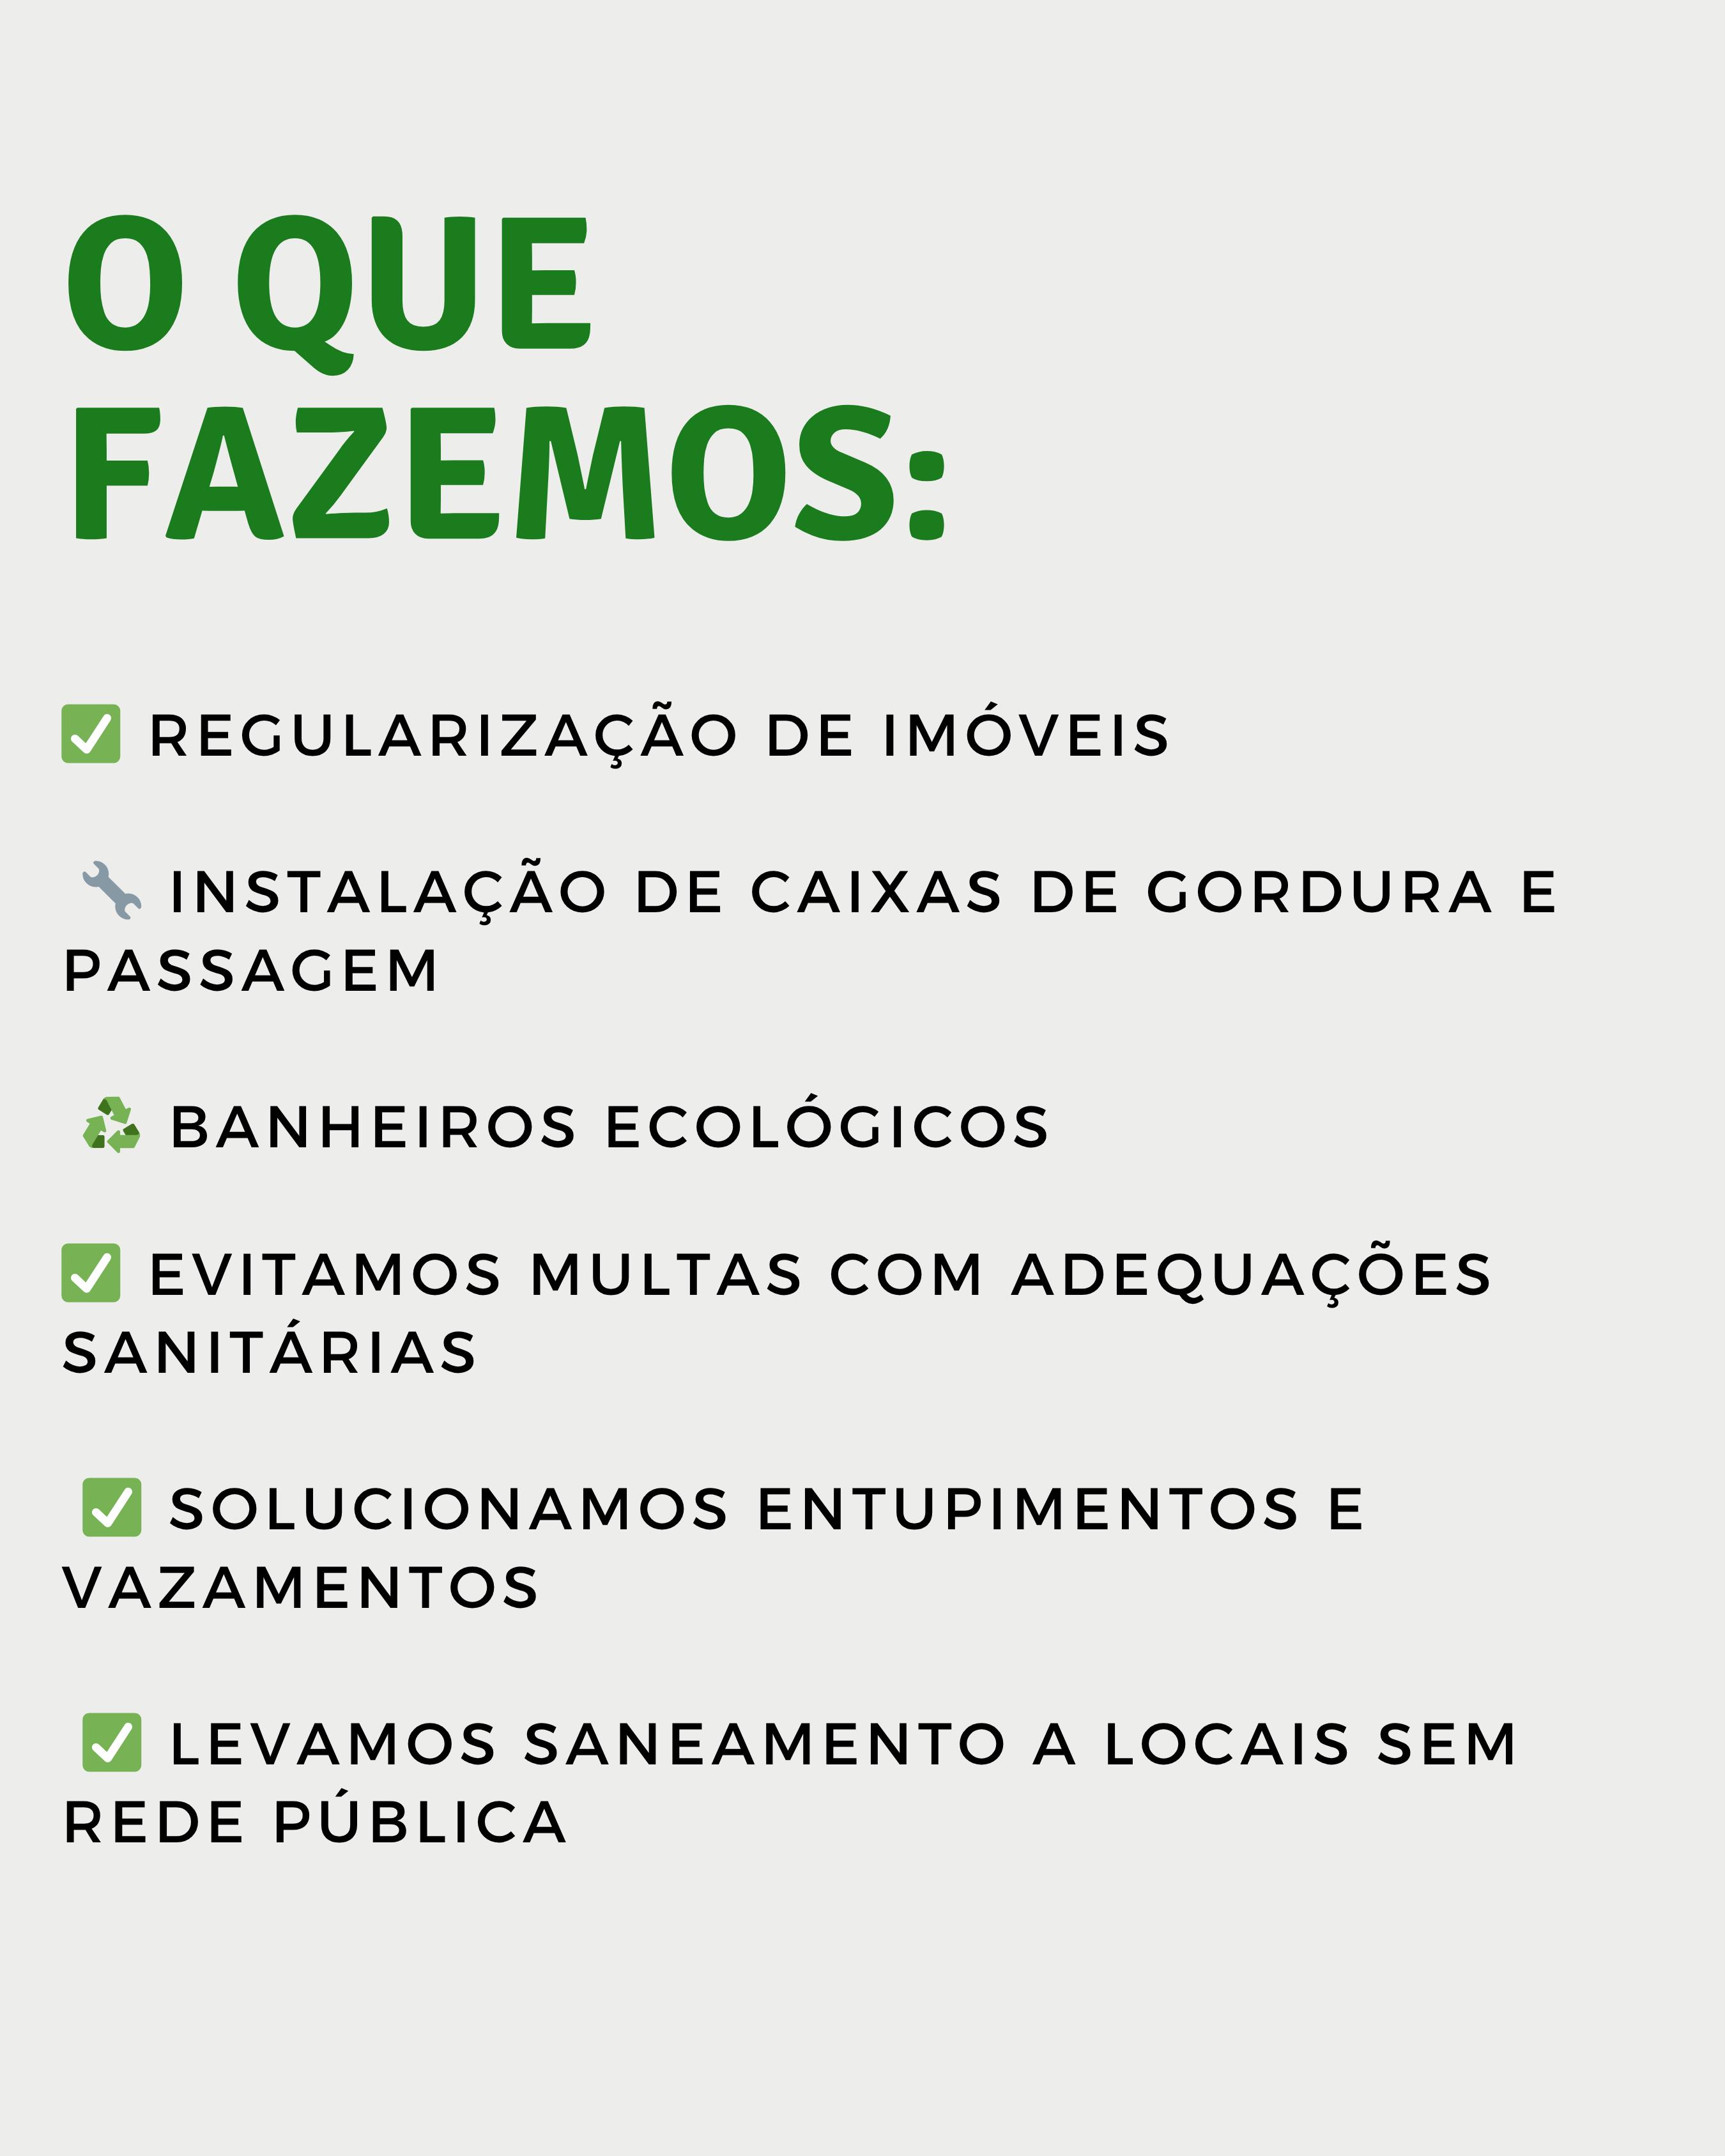 O QUE
FAZEMOS:
✅ REGULARIZAÇÃO DE IMÓVEIS
🔧 INSTALAÇÃO DE CAIXAS DE GORDURA E
PASSAGEM
♻️ BANHEIROS ECOLÓGICOS
✅ EVITAMOS MULTAS COM ADEQUAÇÕES
SANITÁRIAS
✅ SOLUCIONAMOS ENTUPIMENTOS E
VAZAMENTOS
✅ LEVAMOS SANEAMENTO A LOCAIS SEM
REDE PÚBLICA